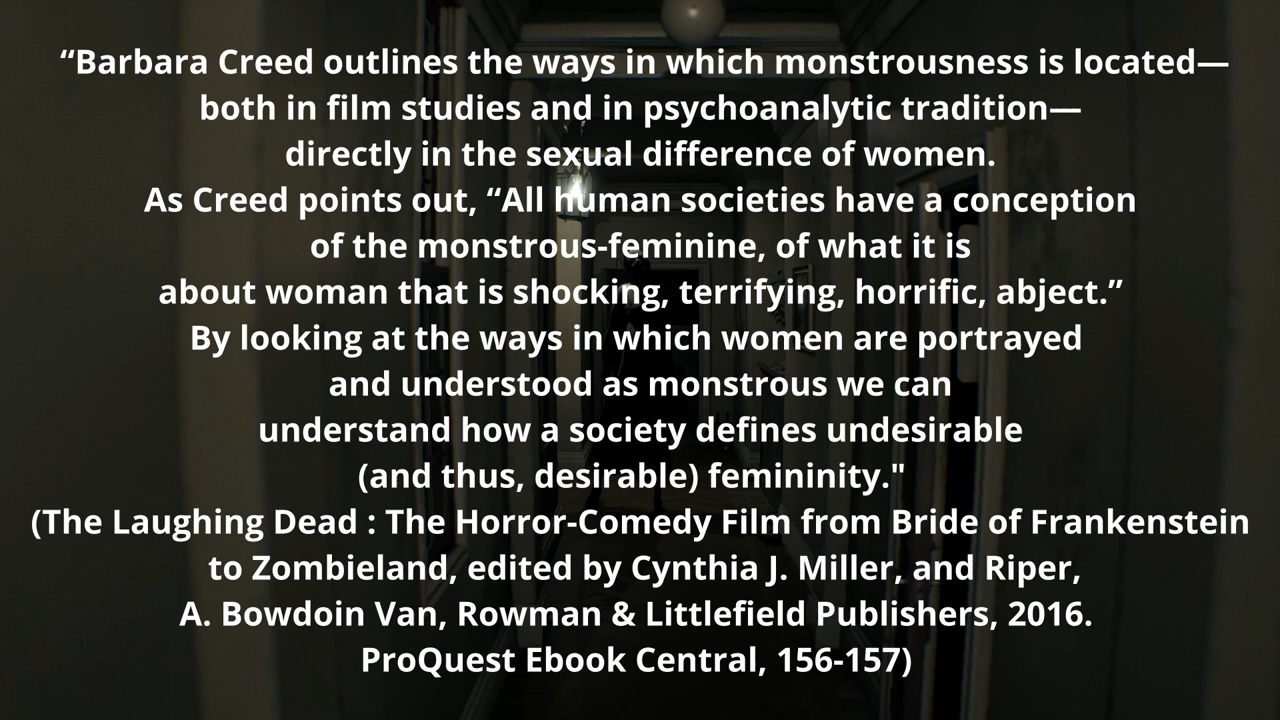 “Barbara Creed outlines the ways in which monstrousness is located—
both in film studies and in psychoanalytic tradition—
directly in the sexual difference of women.
As Creed points out, “All human societies have a conception
of the monstrous-feminine, of what it is
about woman that is shocking, terrifying, horrific, abject.”
By looking at the ways in which women are portrayed
and understood as monstrous we can
understand how a society defines undesirable
(and thus, desirable) femininity."
(The Laughing Dead : The Horror-Comedy Film from Bride of Frankenstein
to Zombieland, edited by Cynthia J. Miller, and Riper,
A. Bowdoin Van, Rowman & Littlefield Publishers, 2016.
ProQuest Ebook Central, 156-157)